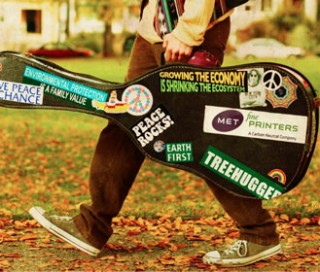 ENVIRONMENTAL PROTECTION
A FAMILY VALUE
PEACE
CHANCE
PEACE
ROCKS!
GROWING THE ECONOMY
IS SHRINKING THE ECOSYSTEM
MET fine
PRINTERS
A Carbon Neutral Company
EARTH
FIRST
TREEHUGGER